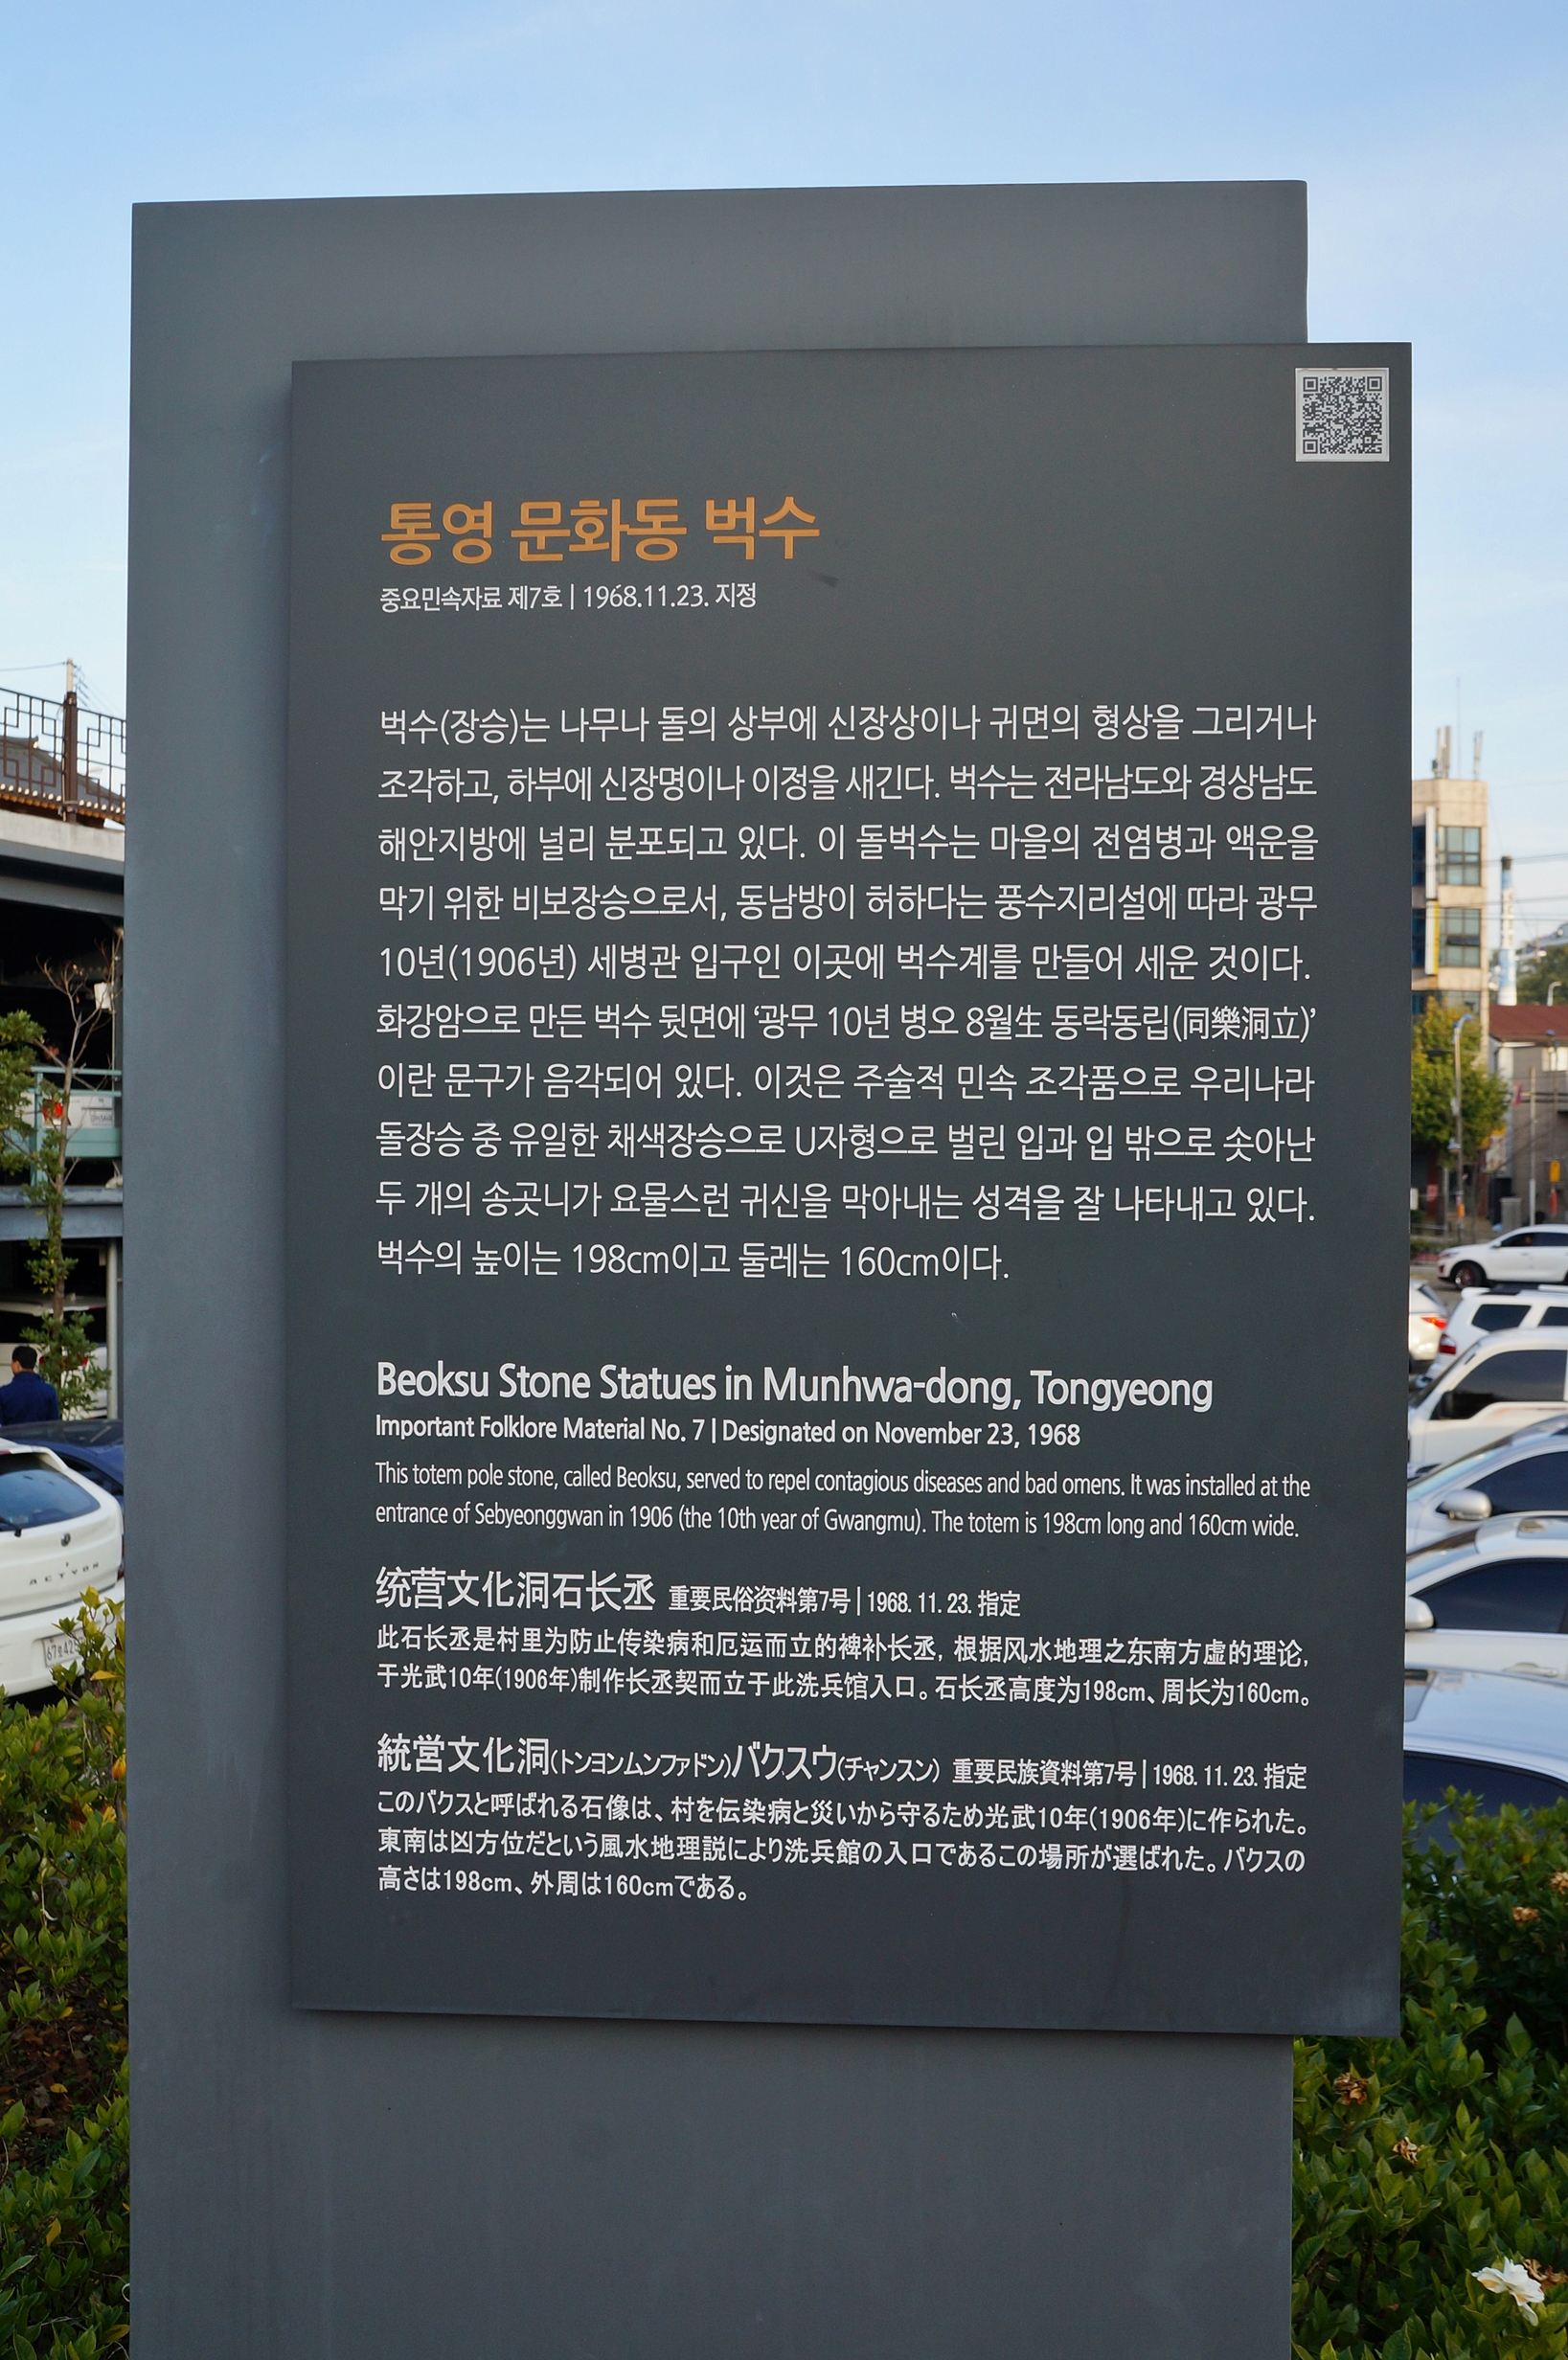 통영 문화동 벅수
중요민속자료 제7호 | 1968.11.23. 지정
벅수(장승)는 나무나 돌의 상부에 신장상이나 귀면의 형상을 그리거나
조각하고, 하부에 신장명이나 이정을 새긴다. 벅수는 전라남도와 경상남도
해안지방에 널리 분포되고 있다. 이 돌벅수는 마을의 전염병과 액운을
막기 위한 비보장승으로서, 동남방이 허하다는 풍수지리설에 따라 광무
10년(1906년) 세병관 입구인 이곳에 벅수계를 만들어 세운 것이다.
화강암으로 만든 벅수 뒷면에 ‘광무 10년 병오 8월生 동락동립(同樂洞立)’
이란 문구가 음각되어 있다. 이것은 주술적 민속 조각품으로 우리나라
돌장승 중 유일한 채색장승으로 U자형으로 벌린 입과 입 밖으로 솟아난
두 개의 송곳니가 요물스런 귀신을 막아내는 성격을 잘 나타내고 있다.
벅수의 높이는 198cm이고 둘레는 160cm이다.
Beoksu Stone Statues in Munhwa-dong, Tongyeong
Important Folklore Material No. 7 | Designated on November 23, 1968
This totem pole stone, called Beoksu, served to repel contagious diseases and bad omens. It was installed at the
entrance of Sebyeonggwan in 1906 (the 10th year of Gwangmu). The totem is 198cm long and 160cm wide.
统营文化洞石长丞 重要民俗资料第7号 | 1968. 11. 23. 指定
此石长丞是村里为防止传染病和厄运而立的裨补长丞, 根据风水地理之东南方虚的理论,
于光武10年(1906年)制作长丞契而立于此洗兵馆入口。石长丞高度为198cm、周长为160cm。
統営文化洞(トンヨンムンファドン)バクスウ(チャンスン) 重要民族資料第7号 | 1968. 11. 23. 指定
このバクスと呼ばれる石像は、村を伝染病と災いから守るため光武10年(1906年)に作られた。
東南は凶方位だという風水地理説により洗兵館の入口であるこの場所が選ばれた。バクスの
高さは198cm、外周は160cmである。
ACTYON